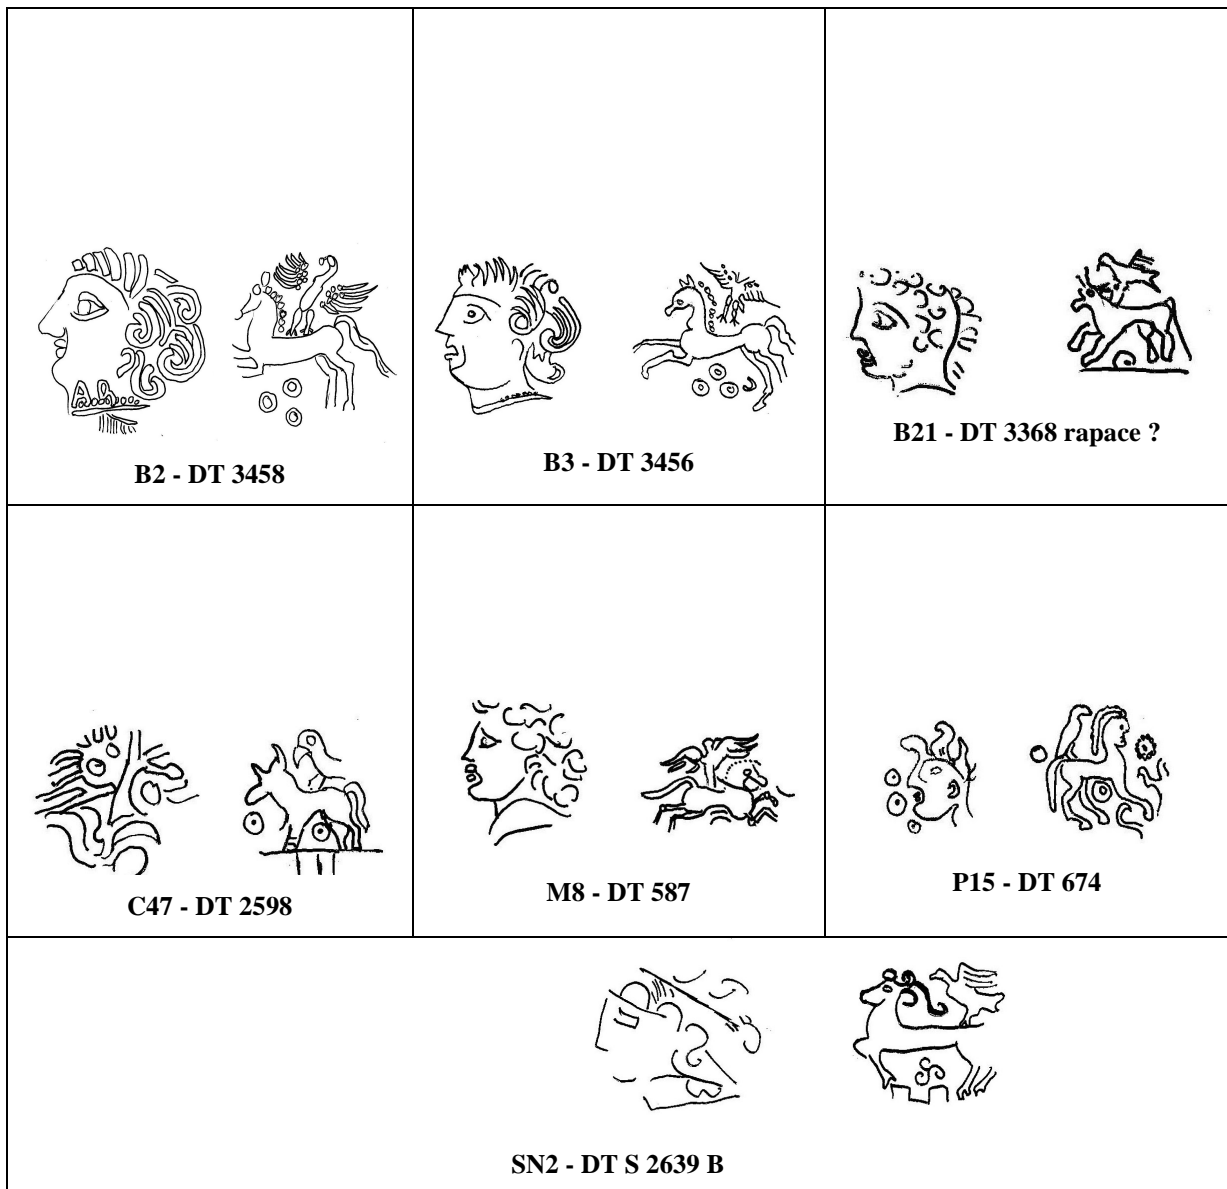 B2 - DT 3458
B3 - DT 3456
B21 - DT 3368 rapace ?
C47 - DT 2598
M8 - DT 587
P15 - DT 674
SN2 - DT S 2639 B